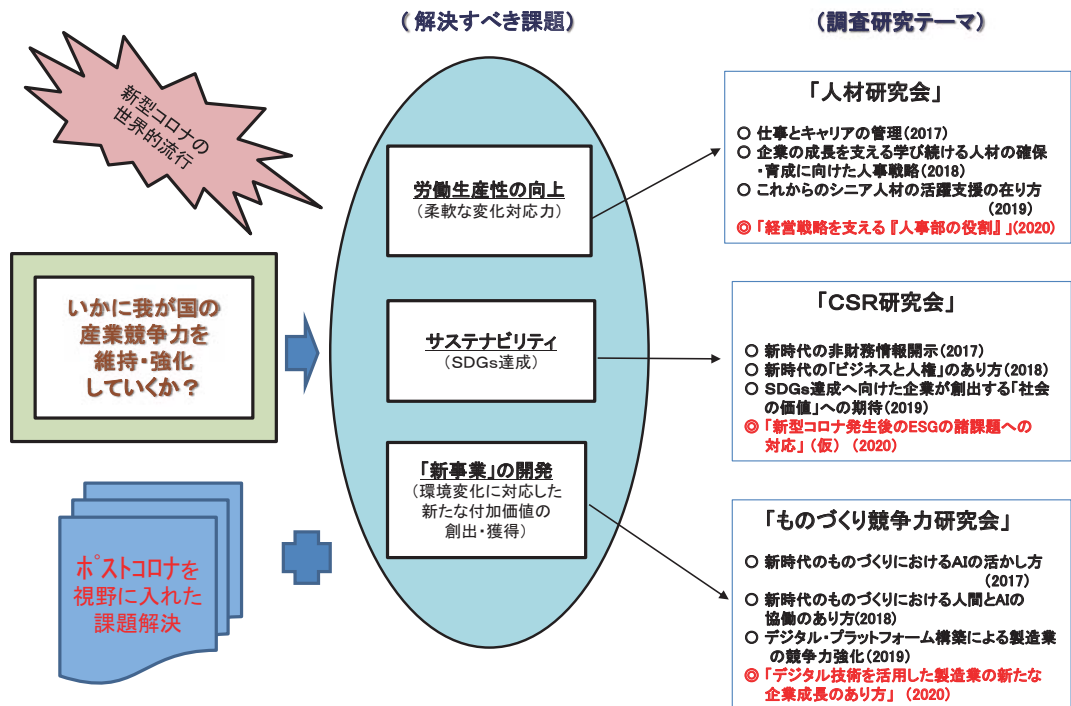 (解決すべき課題)
(調査研究テーマ)
新型コロナの
世界的流行
いかに我が国の
産業競争力を
維持・強化
していくか？
ポストコロナを
視野に入れた
課題解決
労働生産性の向上
(柔軟な変化対応力)
サステナビリティ
(SDGs達成)
「新事業」の開発
(環境変化に対応した
新たな付加価値の
創出・獲得)
「人材研究会」
○ 仕事とキャリアの管理(2017)
○ 企業の成長を支える学び続ける人材の確保
・育成に向けた人事戦略(2018)
○ これからのシニア人材の活躍支援の在り方
(2019)
◎ 「経営戦略を支える『人事部の役割』」(2020)
「CSR研究会」
○ 新時代の非財務情報開示(2017)
○ 新時代の「ビジネスと人権」のあり方(2018)
○ SDGs達成へ向けた企業が創出する「社会
の価値」への期待(2019)
◎ 「新型コロナ発生後のESGの諸課題への
対応」(仮) (2020)
「ものづくり競争力研究会」
○ 新時代のものづくりにおけるAIの活かし方
(2017)
○ 新時代のものづくりにおける人間とAIの
協働のあり方(2018)
○ デジタル・プラットフォーム構築による製造業
の競争力強化(2019)
◎ 「デジタル技術を活用した製造業の新たな
企業成長のあり方」 (2020)